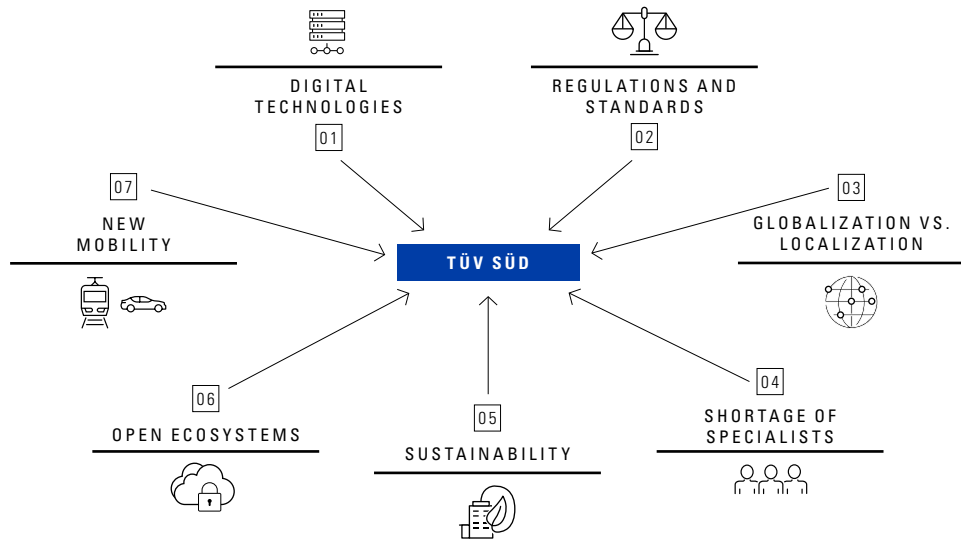 DIGITAL
TECHNOLOGIES
01
REGULATIONS AND
STANDARDS
02
03
GLOBALIZATION VS.
LOCALIZATION
04
SHORTAGE OF
SPECIALISTS
05
SUSTAINABILITY
06
OPEN ECOSYSTEMS
07
NEW
MOBILITY
TÜV SÜD